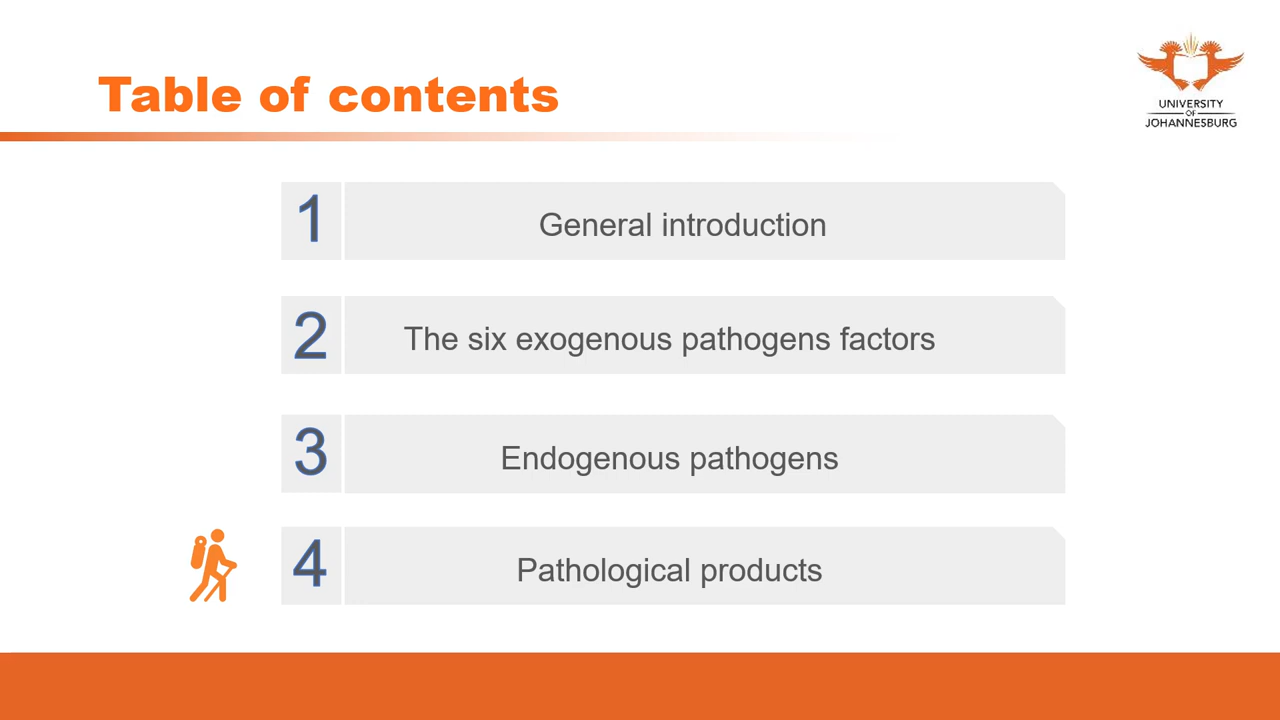 Table of contents
UNIVERSITY
OF
JOHANNESBURG
1
General introduction
2
The six exogenous pathogens factors
3
Endogenous pathogens
4
Pathological products